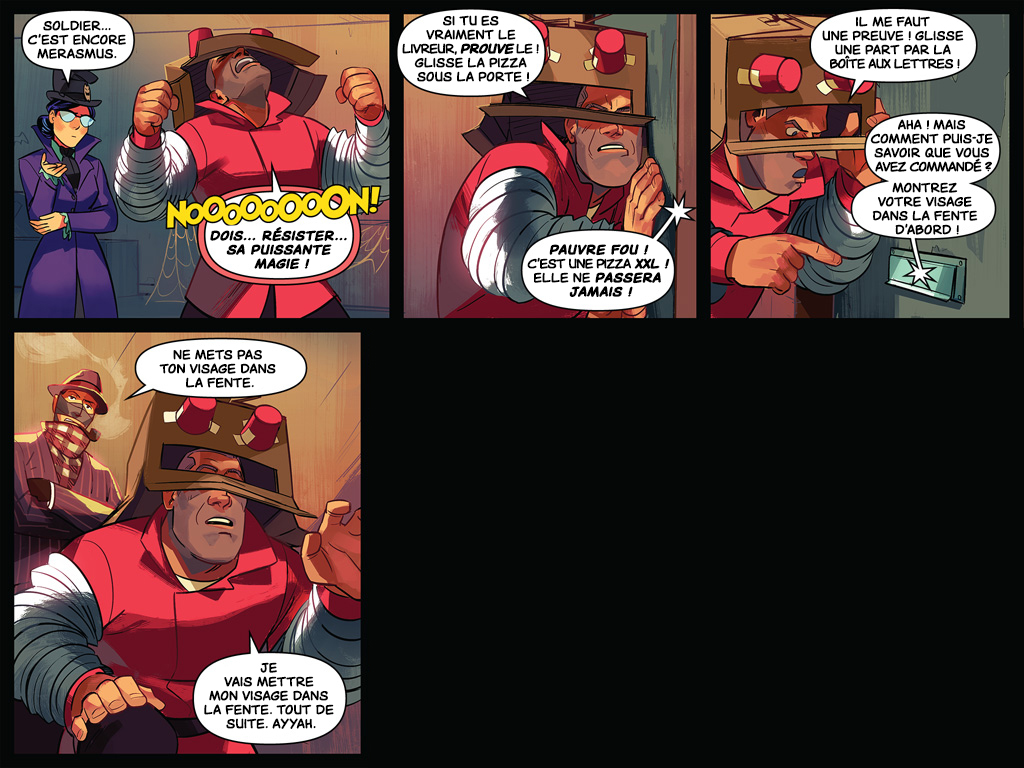 SOLDIER...
C'EST ENCORE
MERASMUS.
NOOOOOOOON!
DOIS... RÉSISTER...
SA PUISSANTE
MAGIE !
SI TU ES
VRAIMENT LE
LIVREUR, PROUVE LE !
GLISSE LA PIZZA
SOUS LA PORTE !
PAUVRE FOU !
C'EST UNE PIZZA XXL !
ELLE NE PASSERA
JAMAIS !
IL ME FAUT
UNE PREUVE ! GLISSE
UNE PART PAR LA
BOÎTE AUX LETTRES !
AHA ! MAIS
COMMENT PUIS-JE
SAVOIR QUE VOUS
AVEZ COMMANDÉ ?
MONTREZ
VOTRE VISAGE
DANS LA FENTE
D'ABORD !
NE METS PAS
TON VISAGE DANS
LA FENTE.
JE
VAIS METTRE
MON VISAGE DANS
LA FENTE. TOUT DE
SUITE. AYYAH.